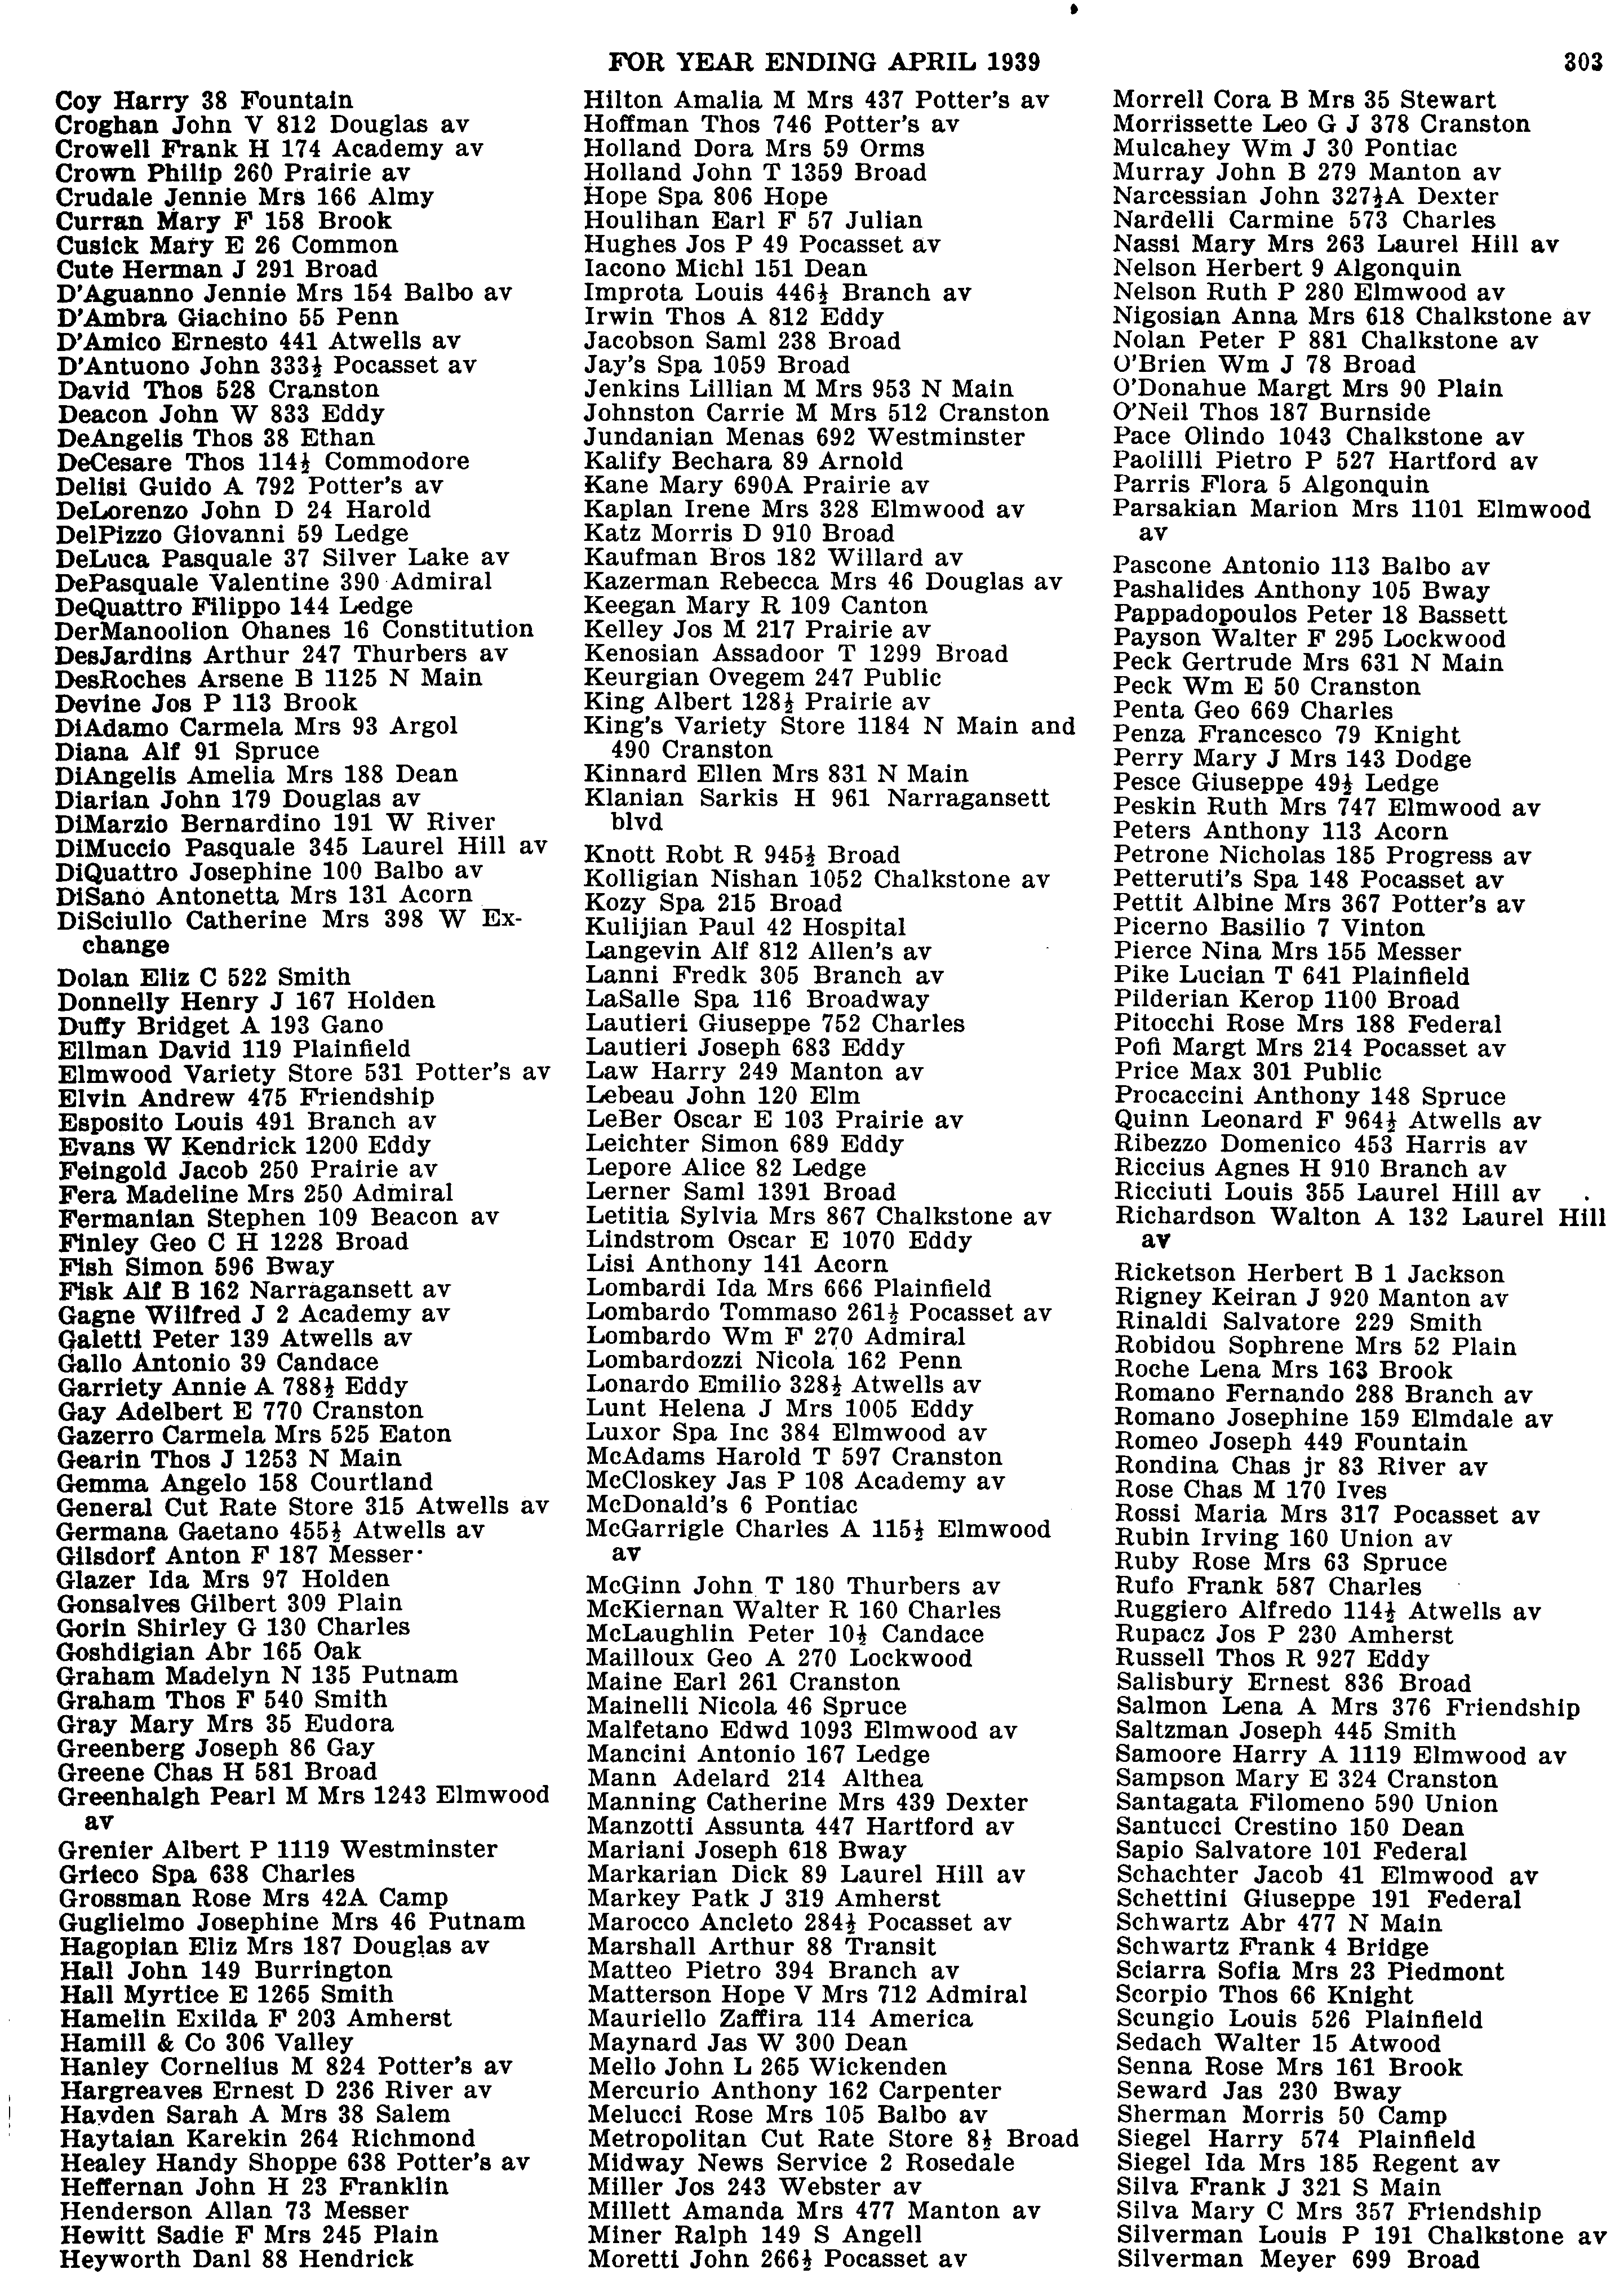 FOR YEAR ENDING APRIL 1939
303
Coy Harry 38 Fountain
Croghan John V 812 Douglas av
Crowell Frank H 174 Academy av
Crown Philip 260 Prairie av
Crudale Jennie Mrs 166 Almy
Curran Mary F 158 Brook
Cusick Mary E 26 Common
Cute Herman J 291 Broad
D'Aguanno Jennie Mrs 154 Balbo av
D'Ambra Giachino 55 Penn
D'Amico Ernesto 441 Atwells av
D'Antuono John 333½ Pocasset av
David Thos 528 Cranston
Deacon John W 833 Eddy
DeAngelis Thos 38 Ethan
DeCesare Thos 114½ Commodore
Delisi Guido A 792 Potter's av
DeLorenzo John D 24 Harold
DelPizzo Giovanni 59 Ledge
DeLuca Pasquale 37 Silver Lake av
DePasquale Valentine 390 Admiral
DeQuattro Filippo 144 Ledge
DerManoolion Ohanes 16 Constitution
DesJardins Arthur 247 Thurbers av
DesRoches Arsene B 1125 N Main
Devine Jos P 113 Brook
DiAdamo Carmela Mrs 93 Argol
Diana Alf 91 Spruce
DiAngelis Amelia Mrs 188 Dean
Diarian John 179 Douglas av
DiMarzio Bernardino 191 W River
DiMuccio Pasquale 345 Laurel Hill av
DiQuattro Josephine 100 Balbo av
DiSano Antonetta Mrs 131 Acorn
DiSciullo Catherine Mrs 398 W Ex-
change
Dolan Eliz C 522 Smith
Donnelly Henry J 167 Holden
Duffy Bridget A 193 Gano
Ellman David 119 Plainfield
Elmwood Variety Store 531 Potter's av
Elvin Andrew 475 Friendship
Esposito Louis 491 Branch av
Evans W Kendrick 1200 Eddy
Feingold Jacob 250 Prairie av
Fera Madeline Mrs 250 Admiral
Fermanian Stephen 109 Beacon av
Finley Geo C H 1228 Broad
Fish Simon 596 Bway
Fisk Alf B 162 Narragansett av
Gagne Wilfred J 2 Academy av
Galetti Peter 139 Atwells av
Gallo Antonio 39 Candace
Garriety Annie A 788½ Eddy
Gay Adelbert E 770 Cranston
Gazerro Carmela Mrs 525 Eaton
Gearin Thos J 1253 N Main
Gemma Angelo 158 Courtland
General Cut Rate Store 315 Atwells av
Germana Gaetano 455½ Atwells av
Gilsdorf Anton F 187 Messer
Glazer Ida Mrs 97 Holden
Gonsalves Gilbert 309 Plain
Gorin Shirley G 130 Charles
Goshdigian Abr 165 Oak
Graham Madelyn N 135 Putnam
Graham Thos F 540 Smith
Gray Mary Mrs 35 Eudora
Greenberg Joseph 86 Gay
Greene Chas H 581 Broad
Greenhalgh Pearl M Mrs 1243 Elmwood
av
Grenier Albert P 1119 Westminster
Grieco Spa 638 Charles
Grossman Rose Mrs 42A Camp
Guglielmo Josephine Mrs 46 Putnam
Hagopian Eliz Mrs 187 Douglas av
Hall John 149 Burrington
Hall Myrtice E 1265 Smith
Hamelin Exilda F 203 Amherst
Hamill & Co 306 Valley
Hanley Cornelius M 824 Potter's av
Hargreaves Ernest D 236 River av
Hayden Sarah A Mrs 38 Salem
Haytaian Karekin 264 Richmond
Healey Handy Shoppe 638 Potter's av
Heffernan John H 23 Franklin
Henderson Allan 73 Messer
Hewitt Sadie F Mrs 245 Plain
Heyworth Danl 88 Hendrick
Hilton Amalia M Mrs 437 Potter's av
Hoffman Thos 746 Potter's av
Holland Dora Mrs 59 Orms
Holland John T 1359 Broad
Hope Spa 806 Hope
Houlihan Earl F 57 Julian
Hughes Jos P 49 Pocasset av
Iacono Michl 151 Dean
Improta Louis 446½ Branch av
Irwin Thos A 812 Eddy
Jacobson Saml 238 Broad
Jay's Spa 1059 Broad
Jenkins Lillian M Mrs 953 N Main
Johnston Carrie M Mrs 512 Cranston
Jundanian Menas 692 Westminster
Kalify Bechara 89 Arnold
Kane Mary 690A Prairie av
Kaplan Irene Mrs 328 Elmwood av
Katz Morris D 910 Broad
Kaufman Bros 182 Willard av
Kazerman Rebecca Mrs 46 Douglas av
Keegan Mary R 109 Canton
Kelley Jos M 217 Prairie av
Kenosian Assadoor T 1299 Broad
Keurgian Ovegem 247 Public
King Albert 128½ Prairie av
King's Variety Store 1184 N Main and
490 Cranston
Kinnard Ellen Mrs 831 N Main
Klanian Sarkis H 961 Narragansett
blvd
Knott Robt R 945½ Broad
Kolligian Nishan 1052 Chalkstone av
Kozy Spa 215 Broad
Kulijian Paul 42 Hospital
Langevin Alf 812 Allen's av
Lanni Fredk 305 Branch av
LaSalle Spa 116 Broadway
Lautieri Giuseppe 752 Charles
Lautieri Joseph 683 Eddy
Law Harry 249 Manton av
Lebeau John 120 Elm
LeBer Oscar E 103 Prairie av
Leichter Simon 689 Eddy
Lepore Alice 82 Ledge
Lerner Saml 1391 Broad
Letitia Sylvia Mrs 867 Chalkstone av
Lindstrom Oscar E 1070 Eddy
Lisi Anthony 141 Acorn
Lombardi Ida Mrs 666 Plainfield
Lombardo Tommaso 261½ Pocasset av
Lombardo Wm F 270 Admiral
Lombardozzi Nicola 162 Penn
Lonardo Emilio 328½ Atwells av
Lunt Helena J Mrs 1005 Eddy
Luxor Spa Inc 384 Elmwood av
McAdams Harold T 597 Cranston
McCloskey Jas P 108 Academy av
McDonald's 6 Pontiac
McGarrigle Charles A 115½ Elmwood
av
McGinn John T 180 Thurbers av
McKiernan Walter R 160 Charles
McLaughlin Peter 10½ Candace
Mailloux Geo A 270 Lockwood
Maine Earl 261 Cranston
Mainelli Nicola 46 Spruce
Malfetano Edwd 1093 Elmwood av
Mancini Antonio 167 Ledge
Mann Adelard 214 Althea
Manning Catherine Mrs 439 Dexter
Manzotti Assunta 447 Hartford av
Mariani Joseph 618 Bway
Markarian Dick 89 Laurel Hill av
Markey Patk J 319 Amherst
Marocco Ancleto 284½ Pocasset av
Marshall Arthur 88 Transit
Matteo Pietro 394 Branch av
Matterson Hope V Mrs 712 Admiral
Mauriello Zaffira 114 America
Maynard Jas W 300 Dean
Mello John L 265 Wickenden
Mercurio Anthony 162 Carpenter
Melucci Rose Mrs 105 Balbo av
Metropolitan Cut Rate Store 8½ Broad
Midway News Service 2 Rosedale
Miller Jos 243 Webster av
Millett Amanda Mrs 477 Manton av
Miner Ralph 149 S Angell
Moretti John 266½ Pocasset av
Morrell Cora B Mrs 35 Stewart
Morrissette Leo G J 378 Cranston
Mulcahey Wm J 30 Pontiac
Murray John B 279 Manton av
Narcessian John 327½A Dexter
Nardelli Carmine 573 Charles
Nassi Mary Mrs 263 Laurel Hill av
Nelson Herbert 9 Algonquin
Nelson Ruth P 280 Elmwood av
Nigosian Anna Mrs 618 Chalkstone av
Nolan Peter P 881 Chalkstone av
O'Brien Wm J 78 Broad
O'Donahue Margt Mrs 90 Plain
O'Neil Thos 187 Burnside
Pace Olindo 1043 Chalkstone av
Paolilli Pietro P 527 Hartford av
Parris Flora 5 Algonquin
Parsakian Marion Mrs 1101 Elmwood
av
Pascone Antonio 113 Balbo av
Pashalides Anthony 105 Bway
Pappadopoulos Peter 18 Bassett
Payson Walter F 295 Lockwood
Peck Gertrude Mrs 631 N Main
Peck Wm E 50 Cranston
Penta Geo 669 Charles
Penza Francesco 79 Knight
Perry Mary J Mrs 143 Dodge
Pesce Giuseppe 49½ Ledge
Peskin Ruth Mrs 747 Elmwood av
Peters Anthony 113 Acorn
Petrone Nicholas 185 Progress av
Petteruti's Spa 148 Pocasset av
Pettit Albine Mrs 367 Potter's av
Picerno Basilio 7 Vinton
Pierce Nina Mrs 155 Messer
Pike Lucian T 641 Plainfield
Pilderian Kerop 1100 Broad
Pitocchi Rose Mrs 188 Federal
Pofi Margt Mrs 214 Pocasset av
Price Max 301 Public
Procaccini Anthony 148 Spruce
Quinn Leonard F 964½ Atwells av
Ribezzo Domenico 453 Harris av
Riccius Agnes H 910 Branch av
Ricciuti Louis 355 Laurel Hill av
Richardson Walton A 132 Laurel Hill
av
Ricketson Herbert B 1 Jackson
Rigney Keiran J 920 Manton av
Rinaldi Salvatore 229 Smith
Robidou Sophrene Mrs 52 Plain
Roche Lena Mrs 163 Brook
Romano Fernando 288 Branch av
Romano Josephine 159 Elmdale av
Romeo Joseph 449 Fountain
Rondina Chas jr 83 River av
Rose Chas M 170 Ives
Rossi Maria Mrs 317 Pocasset av
Rubin Irving 160 Union av
Ruby Rose Mrs 63 Spruce
Rufo Frank 587 Charles
Ruggiero Alfredo 114½ Atwells av
Rupacz Jos P 230 Amherst
Russell Thos R 927 Eddy
Salisbury Ernest 836 Broad
Salmon Lena A Mrs 376 Friendship
Saltzman Joseph 445 Smith
Samoore Harry A 1119 Elmwood av
Sampson Mary E 324 Cranston
Santagata Filomeno 590 Union
Santucci Crestino 150 Dean
Sapio Salvatore 101 Federal
Schachter Jacob 41 Elmwood av
Schettini Giuseppe 191 Federal
Schwartz Abr 477 N Main
Schwartz Frank 4 Bridge
Sciarra Sofia Mrs 23 Piedmont
Scorpio Thos 66 Knight
Scungio Louis 526 Plainfield
Sedach Walter 15 Atwood
Senna Rose Mrs 161 Brook
Seward Jas 230 Bway
Sherman Morris 50 Camp
Siegel Harry 574 Plainfield
Siegel Ida Mrs 185 Regent av
Silva Frank J 321 S Main
Silva Mary C Mrs 357 Friendship
Silverman Louis P 191 Chalkstone av
Silverman Meyer 699 Broad